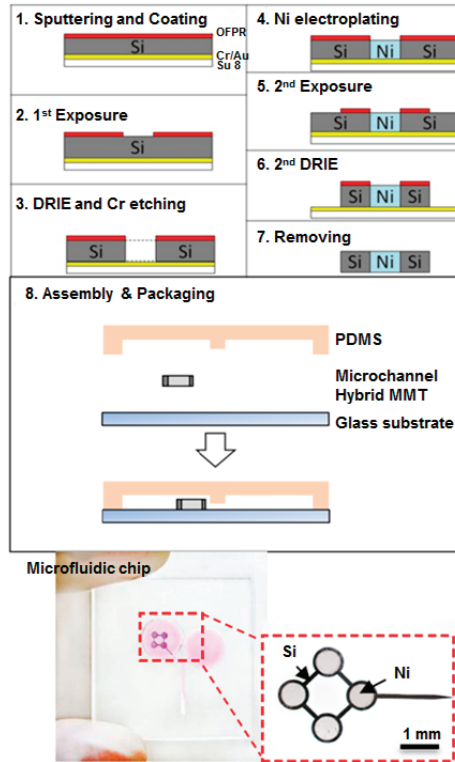 1. Sputtering and Coating
OFPR
Si
Cr/Au
Su 8
2. 1st Exposure
Si
3. DRIE and Cr etching
Si
Si
4. Ni electroplating
Si
Ni
Si
5. 2nd Exposure
Si
Ni
Si
6. 2nd DRIE
Si
Ni
Si
7. Removing
Si
Ni
Si
8. Assembly & Packaging
PDMS
Microchannel
Hybrid MMT
Glass substrate
Microfluidic chip
Si
Ni
1 mm